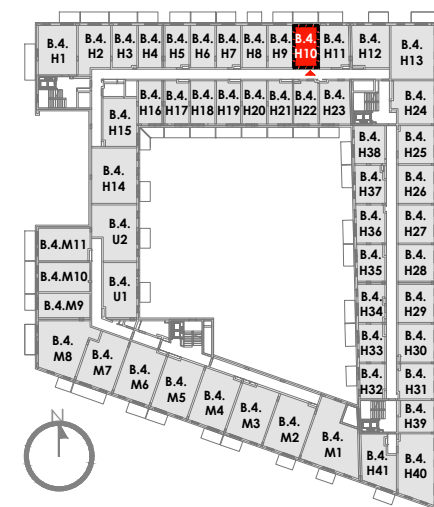 B.4.
H1
B.4.
H2
B.4.
H3
B.4.
H4
B.4.
H5
B.4.
H6
B.4.
H7
B.4.
H8
B.4.
H9
B.4.
H10
B.4.
H11
B.4.
H12
B.4.
H13
B.4.
H16
B.4.
H17
B.4.
H18
B.4.
H19
B.4.
H20
B.4.
H21
B.4.
H22
B.4.
H23
B.4.
H24
B.4.
H15
B.4.
H38
B.4.
H25
B.4.
H14
B.4.
H37
B.4.
H26
B.4.
U2
B.4.
H36
B.4.
H27
B.4.M11
B.4.
H35
B.4.
H28
B.4.M10
B.4.
U1
B.4.
H34
B.4.
H29
B.4.M9
B.4.
H33
B.4.
H30
B.4.
M8
B.4.
M7
B.4.
M6
B.4.
M5
B.4.
M4
B.4.
M3
B.4.
M2
B.4.
M1
B.4.
H32
B.4.
H31
B.4.
H39
B.4.
H41
B.4.
H40
N